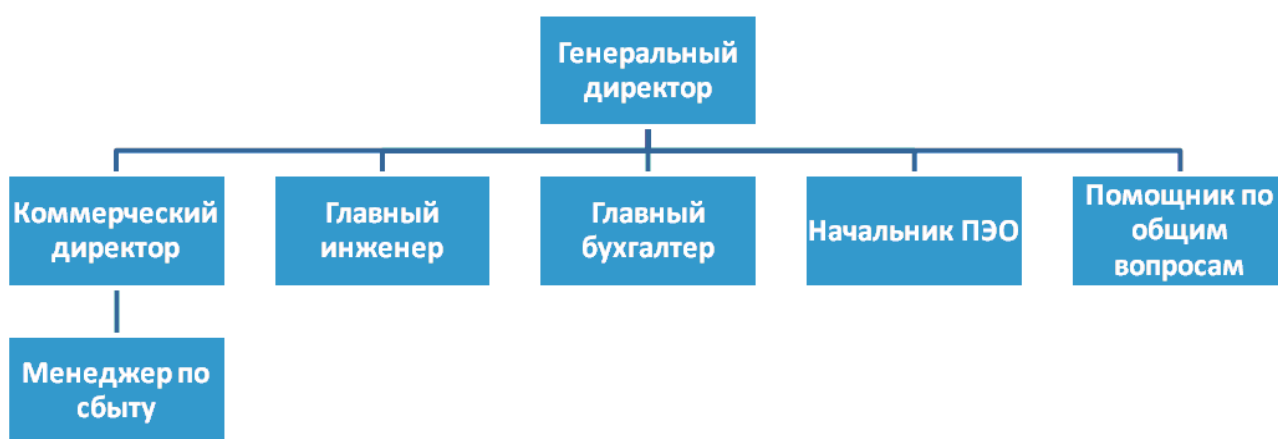 Генеральный
директор
Коммерческий
директор
Главный
инженер
Главный
бухгалтер
Начальник ПЭО
Помощник по
общим
вопросам
Менеджер по
сбыту